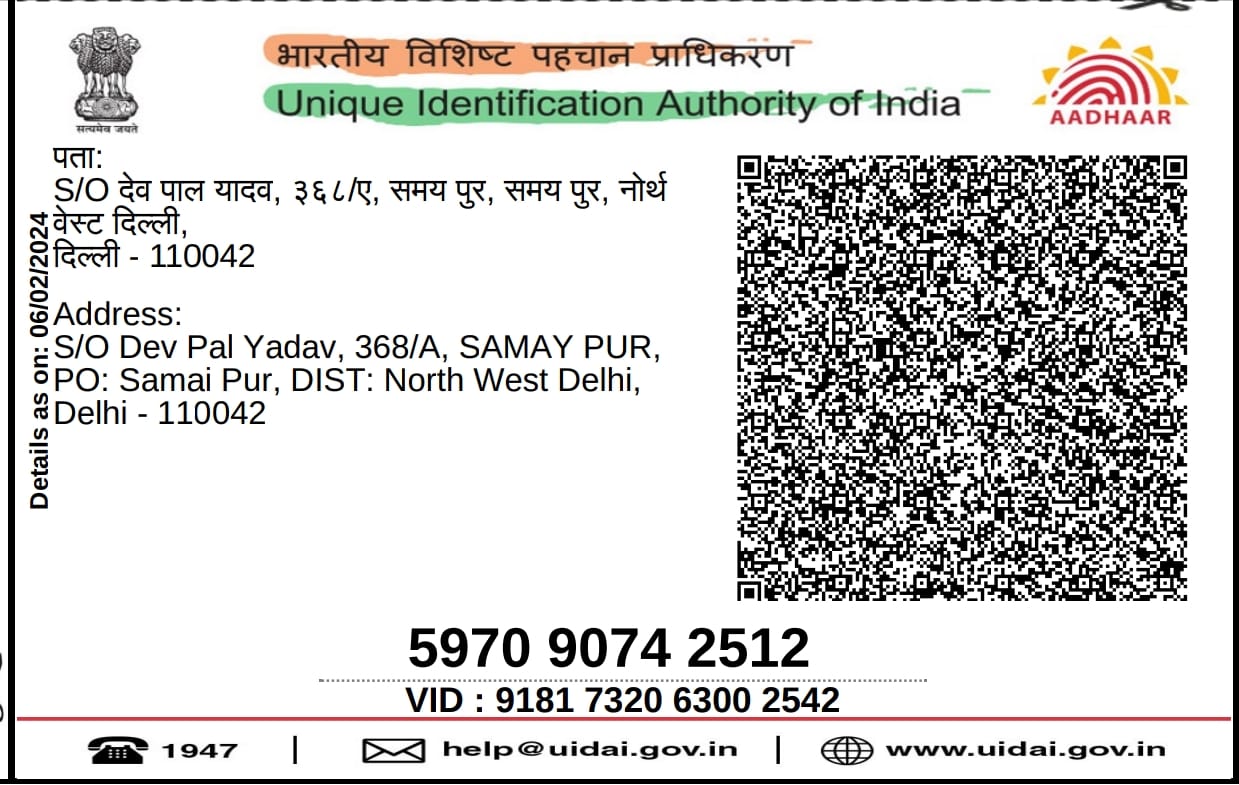 भारतीय विशिष्ट पहचान प्राधिकरण
Unique Identification Authority of India
सत्यमेव जयते
AADHAAR
पता:
S/O देव पाल यादव, ३६८/ए, समय पुर, समय पुर, नोर्थ
वेस्ट दिल्ली,
दिल्ली - 110042
Details as on: 06/02/2024
Address:
S/O Dev Pal Yadav, 368/A, SAMAY PUR,
PO: Samai Pur, DIST: North West Delhi,
Delhi - 110042
5970 9074 2512
VID : 9181 7320 6300 2542
1947 | help@uidai.gov.in | www.uidai.gov.in